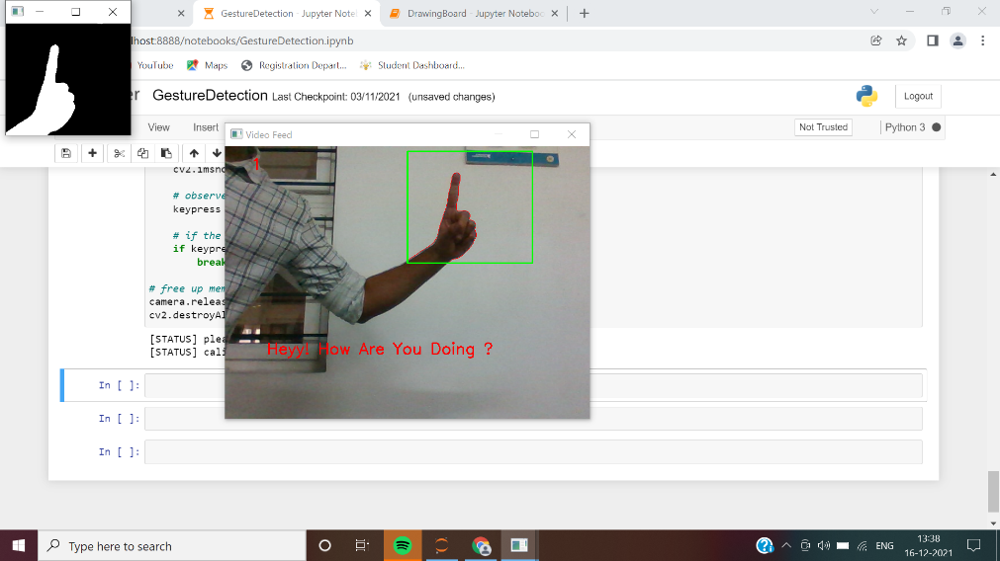 GestureDetection - Jupyter Note
DrawingBoard - Jupyter Noteboo
lhost:8888/notebooks/GestureDetection.ipynb
YouTube
Maps
Registration Depart...
Student Dashboard...
er GestureDetection Last Checkpoint: 03/11/2021 (unsaved changes)
Logout
View
Insert
Not Trusted
Python 3
Video Feed
1
Heyy! How Are You Doing ?
cv2.imsho
# observe
keypress
# if the
if keypre
break
# free up mem
camera.releas
cv2.destroyAl
[STATUS] plea
[STATUS] cali
In [ ]:
In [ ]:
In [ ]:
Type here to search
ENG
13:38
16-12-2021